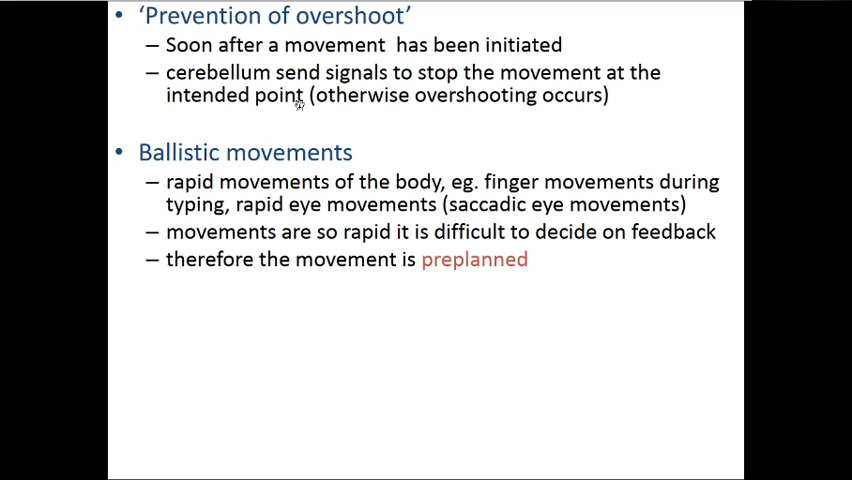 • ‘Prevention of overshoot’
– Soon after a movement has been initiated
– cerebellum send signals to stop the movement at the
intended point (otherwise overshooting occurs)
• Ballistic movements
– rapid movements of the body, eg. finger movements during
typing, rapid eye movements (saccadic eye movements)
– movements are so rapid it is difficult to decide on feedback
– therefore the movement is preplanned